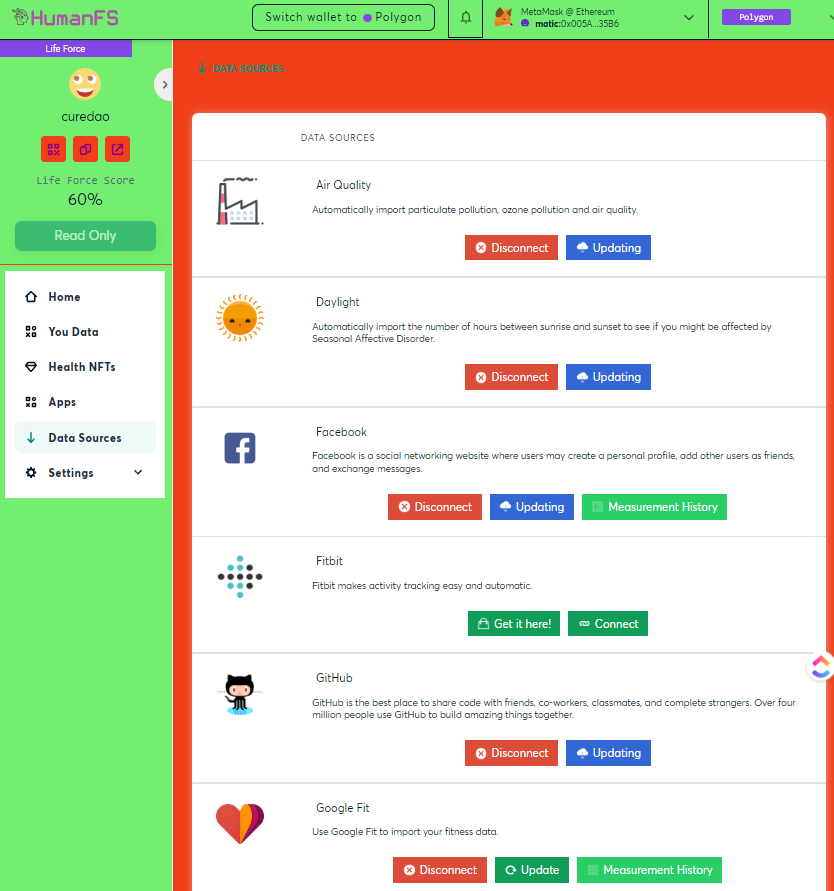 HumanFS
Switch wallet to Polygon
MetaMask @ Ethereum
matic:0x005A...35B6
Polygon
Life Force
curedao
Life Force Score
60%
Read Only
Home
You Data
Health NFTs
Apps
Data Sources
Settings
DATA SOURCES
DATA SOURCES
Air Quality
Automatically import particulate pollution, ozone pollution and air quality.
Disconnect Updating
Daylight
Automatically import the number of hours between sunrise and sunset to see if you might be affected by
Seasonal Affective Disorder.
Disconnect Updating
Facebook
Facebook is a social networking website where users may create a personal profile, add other users as friends,
and exchange messages.
Disconnect Updating Measurement History
Fitbit
Fitbit makes activity tracking easy and automatic.
Get it here! Connect
GitHub
GitHub is the best place to share code with friends, co-workers, classmates, and complete strangers. Over four
million people use GitHub to build amazing things together.
Disconnect Updating
Google Fit
Use Google Fit to import your fitness data.
Disconnect Update Measurement History